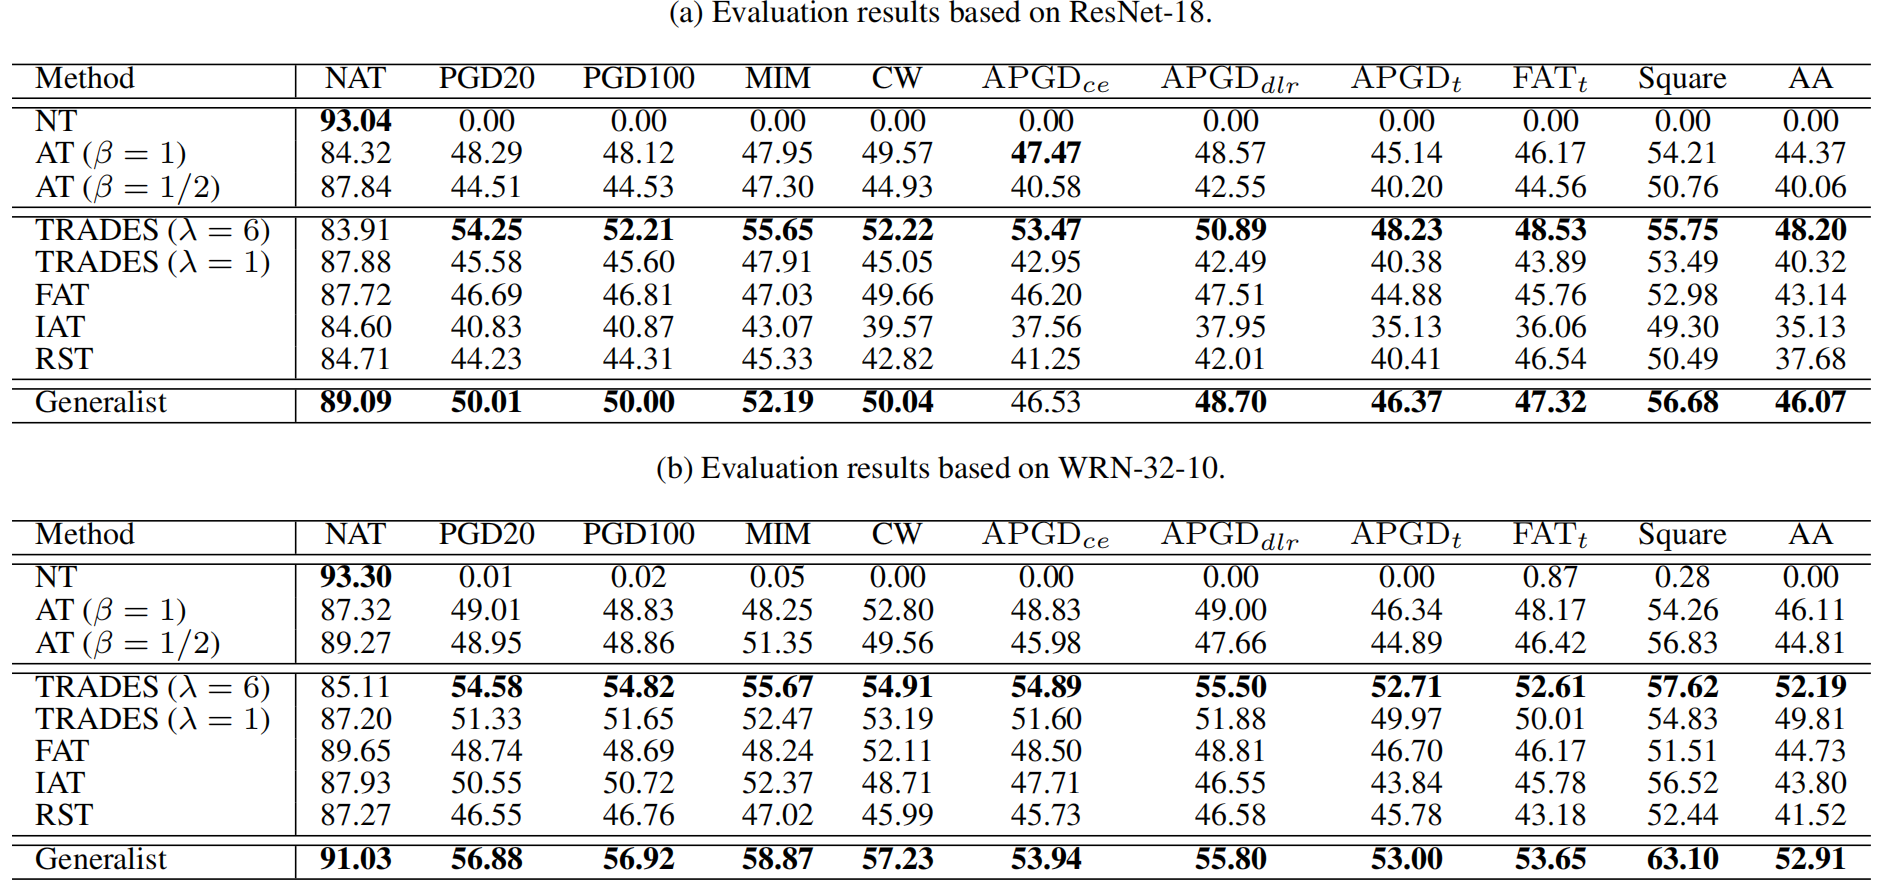 (a) Evaluation results based on ResNet-18.
Method NAT PGD20 PGD100 MIM CW APGD_ce APGD_dlr APGD_t FAT_t Square AA
NT 93.04 0.00 0.00 0.00 0.00 0.00 0.00 0.00 0.00 0.00 0.00
AT (β = 1) 84.32 48.29 48.12 47.95 49.57 47.47 48.57 45.14 46.17 54.21 44.37
AT (β = 1/2) 87.84 44.51 44.53 47.30 44.93 40.58 42.55 40.20 44.56 50.76 40.06
TRADES (λ = 6) 83.91 54.25 52.21 55.65 52.22 53.47 50.89 48.23 48.53 55.75 48.20
TRADES (λ = 1) 87.88 45.58 45.60 47.91 45.05 42.95 42.49 40.38 43.89 53.49 40.32
FAT 87.72 46.69 46.81 47.03 49.66 46.20 47.51 44.88 45.76 52.98 43.14
IAT 84.60 40.83 40.87 43.07 39.57 37.56 37.95 35.13 36.06 49.30 35.13
RST 84.71 44.23 44.31 45.33 42.82 41.25 42.01 40.41 46.54 50.49 37.68
Generalist 89.09 50.01 50.00 52.19 50.04 46.53 48.70 46.37 47.32 56.68 46.07
(b) Evaluation results based on WRN-32-10.
Method NAT PGD20 PGD100 MIM CW APGD_ce APGD_dlr APGD_t FAT_t Square AA
NT 93.30 0.01 0.02 0.05 0.00 0.00 0.00 0.00 0.87 0.28 0.00
AT (β = 1) 87.32 49.01 48.83 48.25 52.80 48.83 49.00 46.34 48.17 54.26 46.11
AT (β = 1/2) 89.27 48.95 48.86 51.35 49.56 45.98 47.66 44.89 46.42 56.83 44.81
TRADES (λ = 6) 85.11 54.58 54.82 55.67 54.91 54.89 55.50 52.71 52.61 57.62 52.19
TRADES (λ = 1) 87.20 51.33 51.65 52.47 53.19 51.60 51.88 49.97 50.01 54.83 49.81
FAT 89.65 48.74 48.69 48.24 52.11 48.50 48.81 46.70 46.17 51.51 44.73
IAT 87.93 50.55 50.72 52.37 48.71 47.71 46.55 43.84 45.78 56.52 43.80
RST 87.27 46.55 46.76 47.02 45.99 45.73 46.58 45.78 43.18 52.44 41.52
Generalist 91.03 56.88 56.92 58.87 57.23 53.94 55.80 53.00 53.65 63.10 52.91